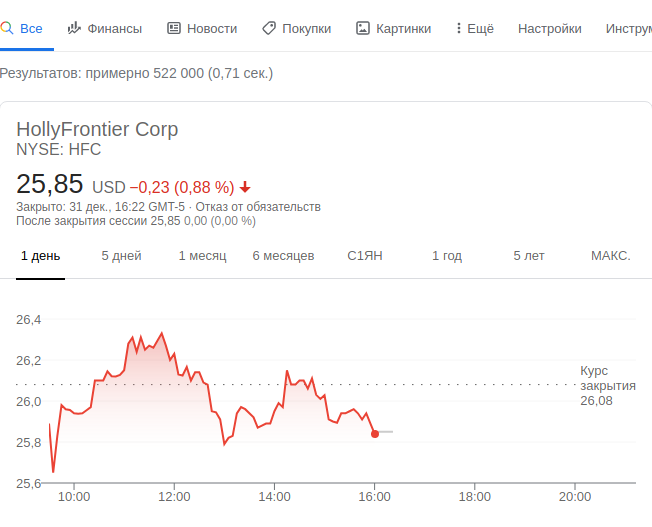 Все Финансы Новости Покупки Картинки Ещё Настройки Инструм
Результатов: примерно 522 000 (0,71 сек.)
HollyFrontier Corp
NYSE: HFC
25,85 USD −0,23 (0,88 %)
Закрыто: 31 дек., 16:22 GMT-5 · Отказ от обязательств
После закрытия сессии 25,85 0,00 (0,00 %)
1 день 5 дней 1 месяц 6 месяцев С1ЯН 1 год 5 лет МАКС.
26,4
26,2
26,0
25,8
25,6
Курс
закрытия
26,08
10:00 12:00 14:00 16:00 18:00 20:00